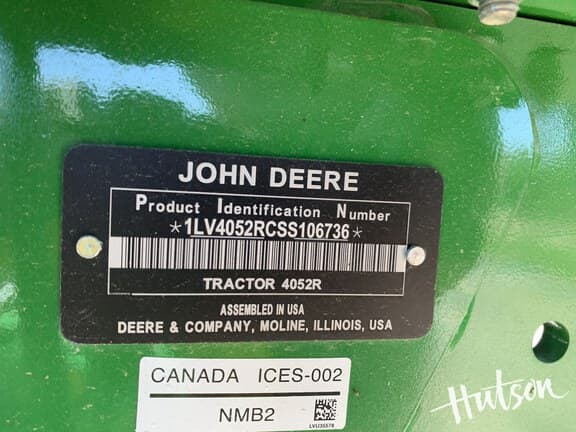 JOHN DEERE
Product Identification Number
*1LV4052RCSS106736*
TRACTOR 4052R
ASSEMBLED IN USA
DEERE & COMPANY, MOLINE, ILLINOIS, USA
CANADA ICES-002
NMB2
LVU35578
Hutson